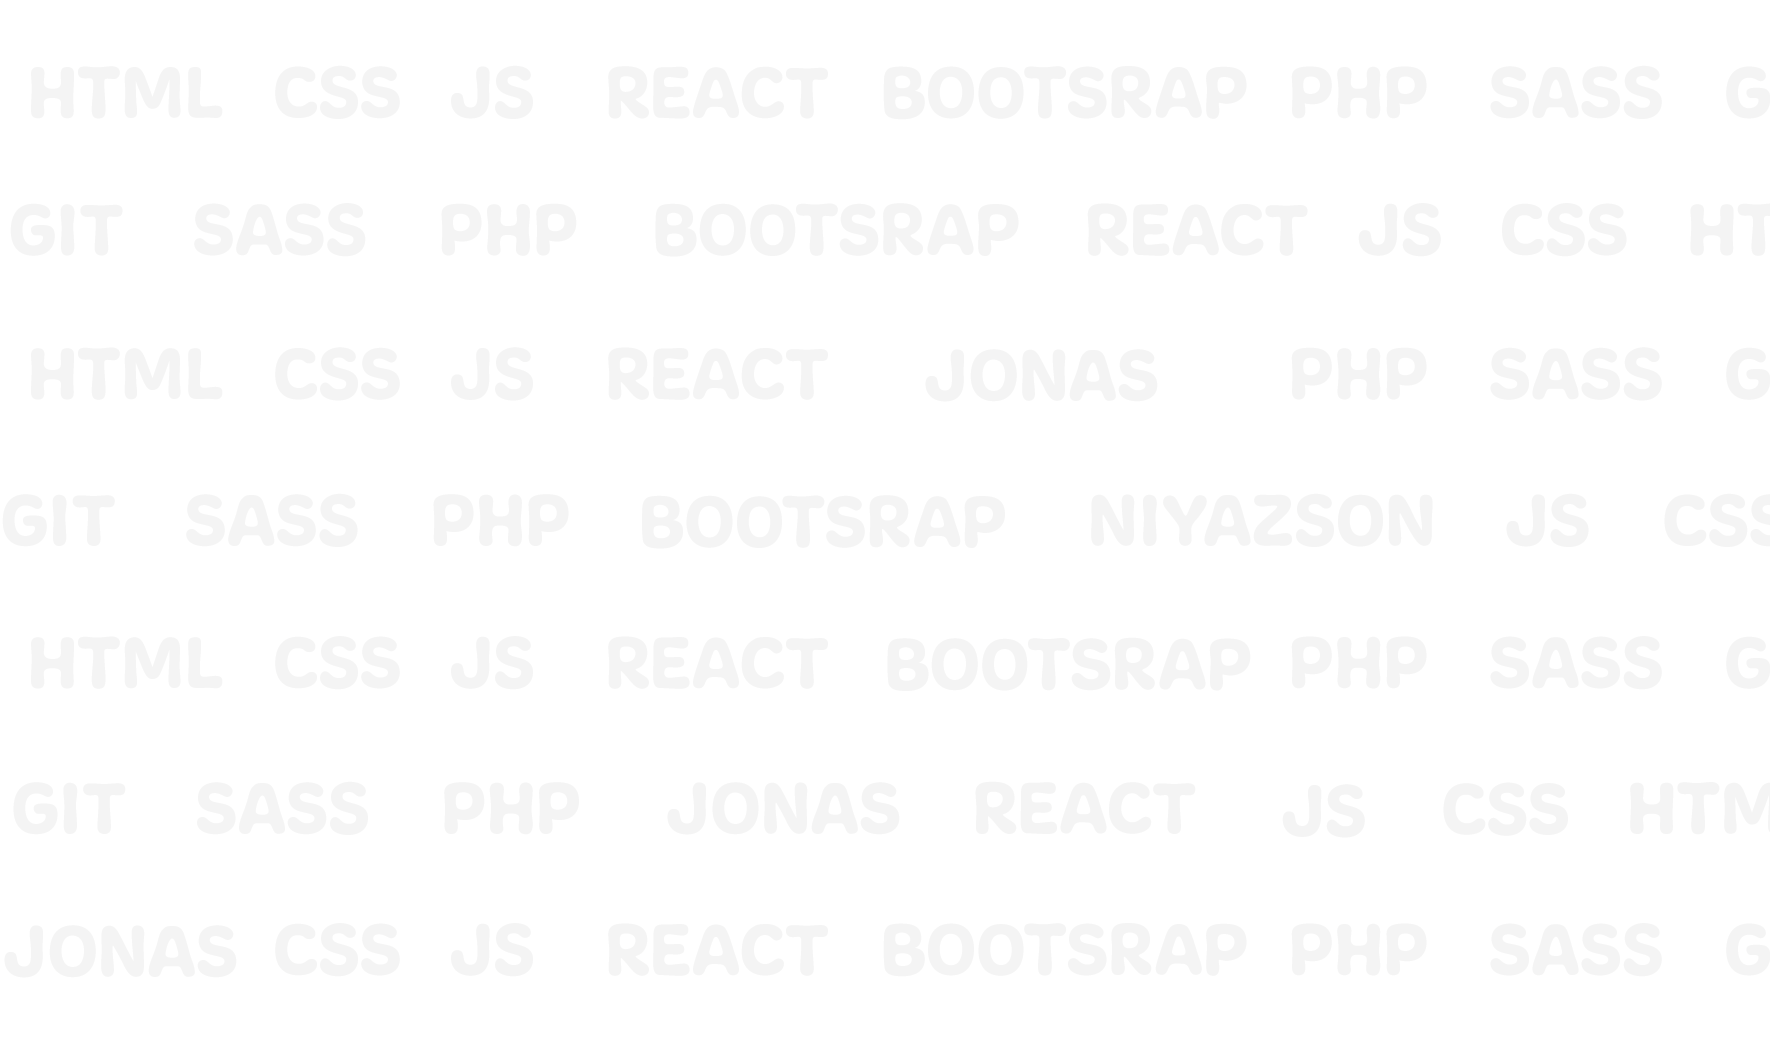 HTML CSS JS REACT BOOTSRAP PHP SASS G
GIT SASS PHP BOOTSRAP REACT JS CSS HT
HTML CSS JS REACT JONAS PHP SASS G
GIT SASS PHP BOOTSRAP NIYAZSON JS CSS
HTML CSS JS REACT BOOTSRAP PHP SASS G
GIT SASS PHP JONAS REACT JS CSS HTM
JONAS CSS JS REACT BOOTSRAP PHP SASS G